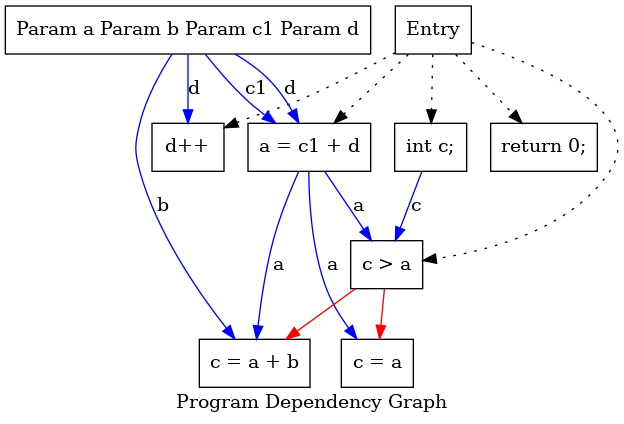 Param a Param b Param c1 Param d
Entry
d
c1
d
d++
a = c1 + d
int c;
return 0;
b
a
c
a
a
c > a
c = a + b
c = a
Program Dependency Graph